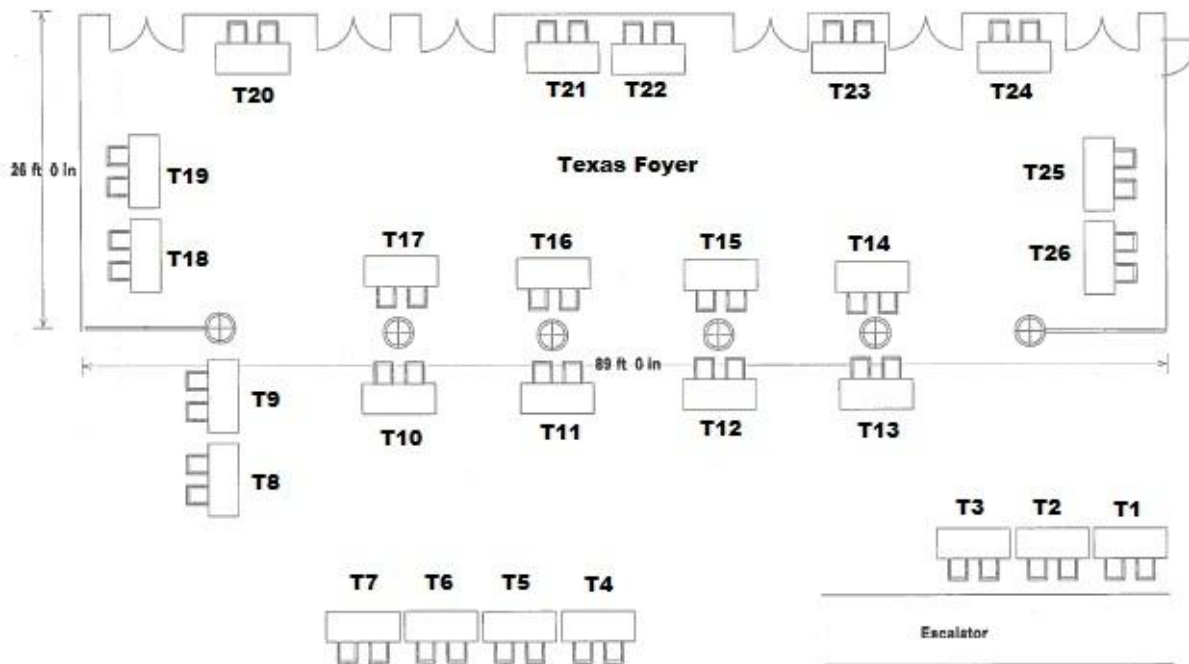 T20
T21
T22
T23
T24
26 ft 0 in
T19
Texas Foyer
T25
T18
T17
T16
T15
T14
T26
89 ft 0 in
T9
T10
T11
T12
T13
T8
T3
T2
T1
T7
T6
T5
T4
Escalator